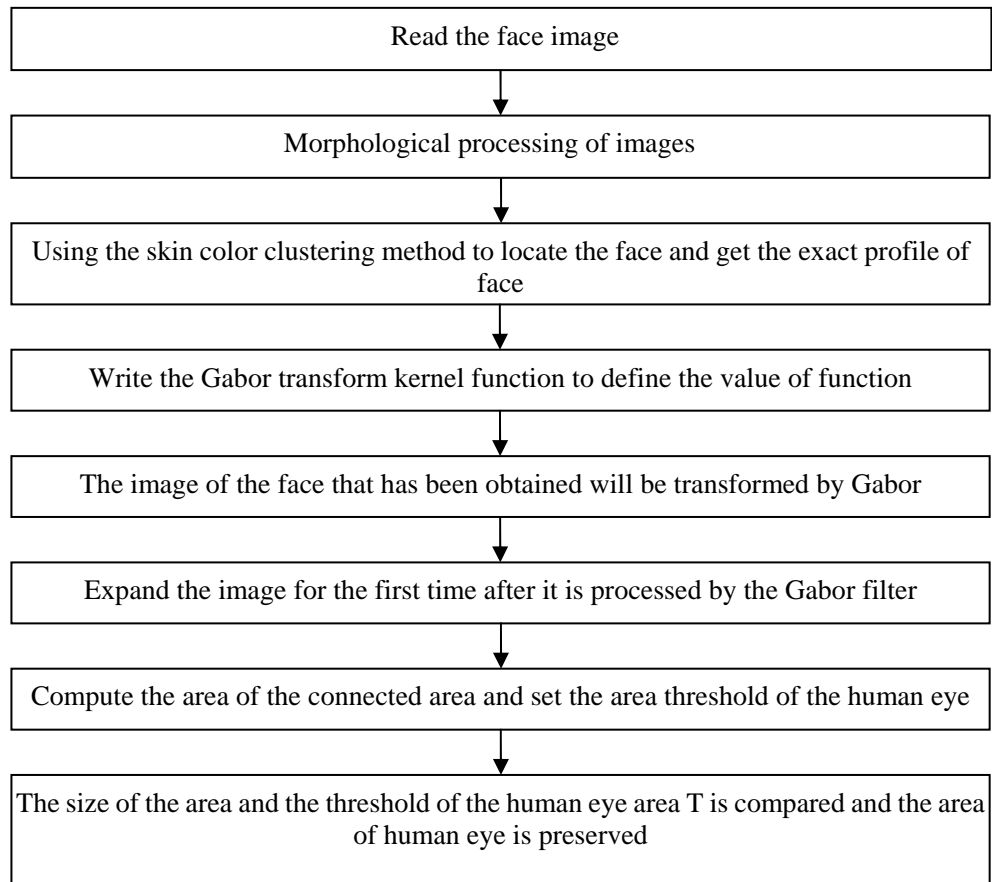 Read the face image
Morphological processing of images
Using the skin color clustering method to locate the face and get the exact profile of
face
Write the Gabor transform kernel function to define the value of function
The image of the face that has been obtained will be transformed by Gabor
Expand the image for the first time after it is processed by the Gabor filter
Compute the area of the connected area and set the area threshold of the human eye
The size of the area and the threshold of the human eye area T is compared and the area
of human eye is preserved